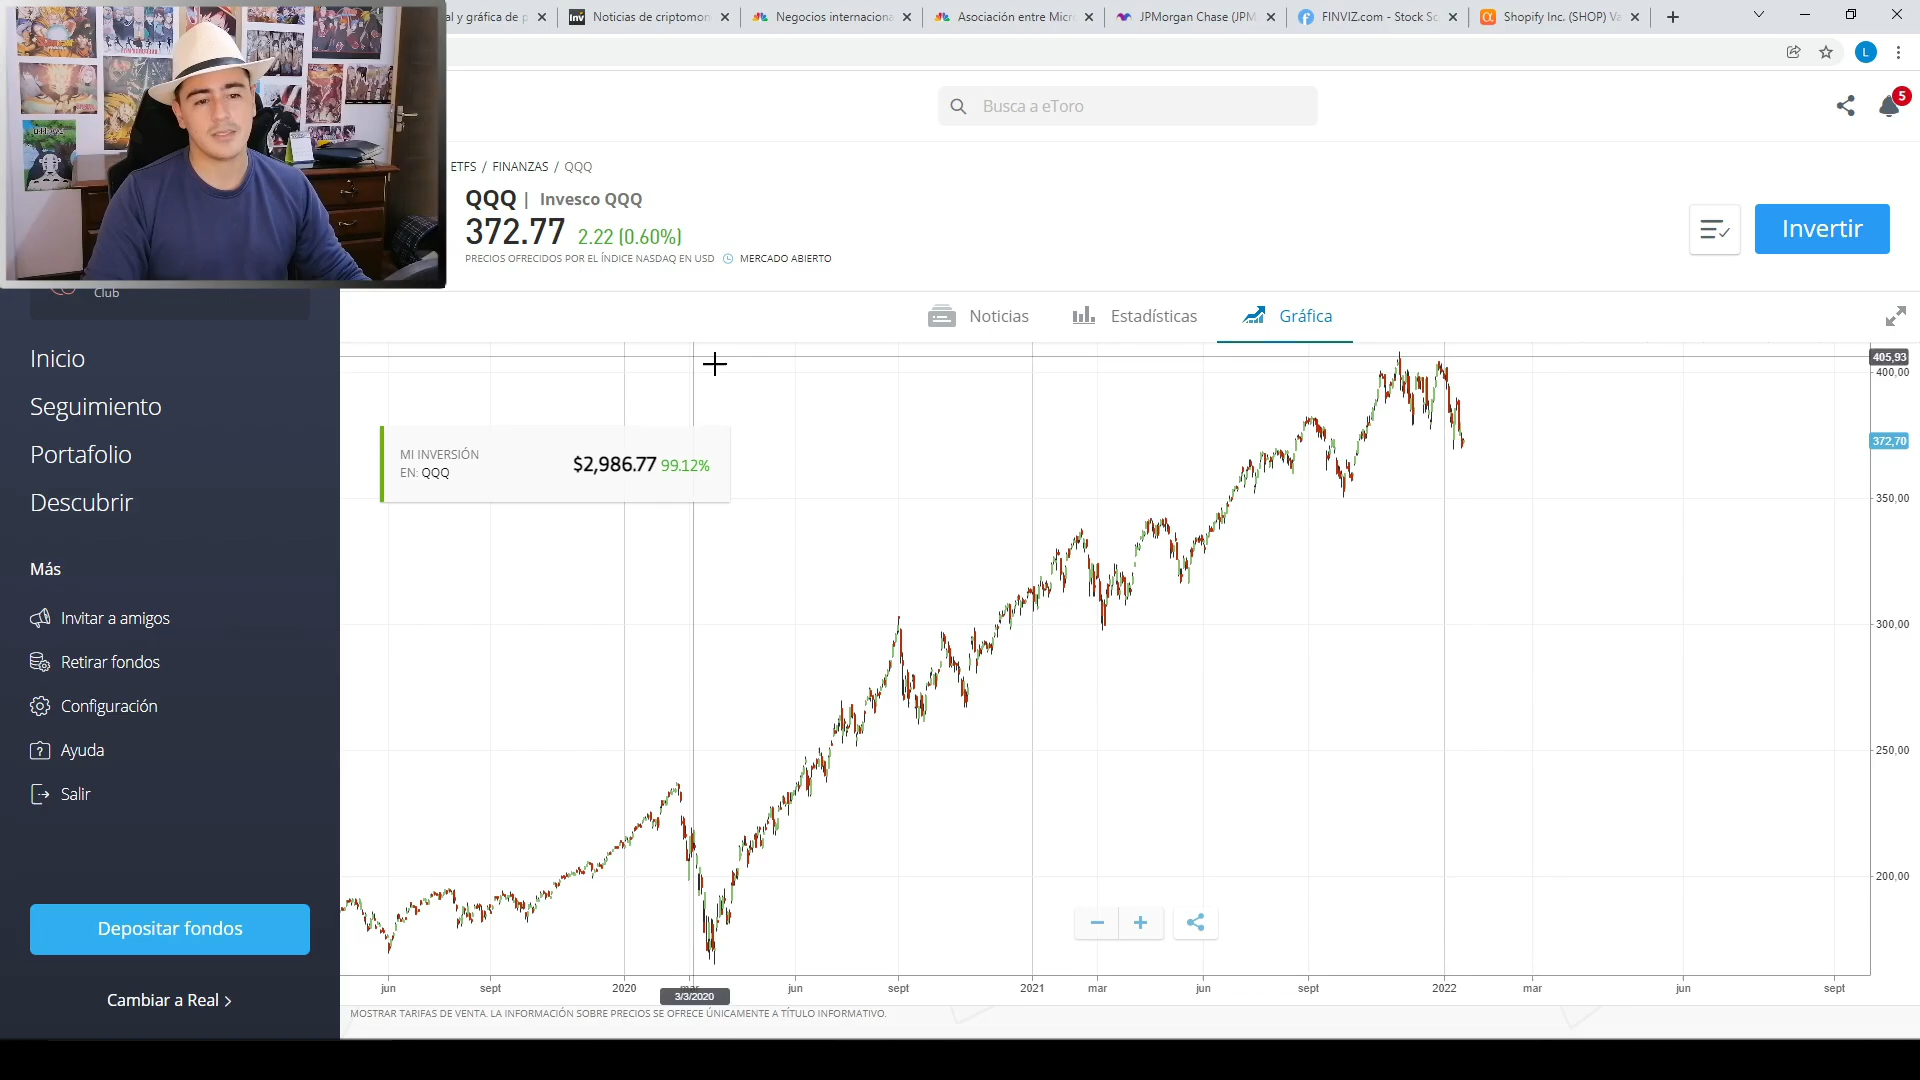 al y gráfica de p
Noticias de criptomon
Negocios internaciona
Asociación entre Micr
JPMorgan Chase (JPM
FINVIZ.com - Stock Sc
Shopify Inc. (SHOP) Va
L
Busca a eToro
5
ETFS / FINANZAS / QQQ
QQQ | Invesco QQQ
372.77 2.22 (0.60%)
PRECIOS OFRECIDOS POR EL ÍNDICE NASDAQ EN USD MERCADO ABIERTO
Invertir
Noticias
Estadísticas
Gráfica
Club
Inicio
Seguimiento
Portafolio
Descubrir
Más
Invitar a amigos
Retirar fondos
Configuración
Ayuda
Salir
Depositar fondos
Cambiar a Real >
MI INVERSIÓN
EN: QQQ
$2,986.77 99.12%
405,93
400,00
372,70
350,00
300,00
250,00
200,00
jun sept 2020 mar jun sept 2021 mar jun sept 2022 mar jun sept
3/3/2020
MOSTRAR TARIFAS DE VENTA. LA INFORMACIÓN SOBRE PRECIOS SE OFRECE ÚNICAMENTE A TÍTULO INFORMATIVO.